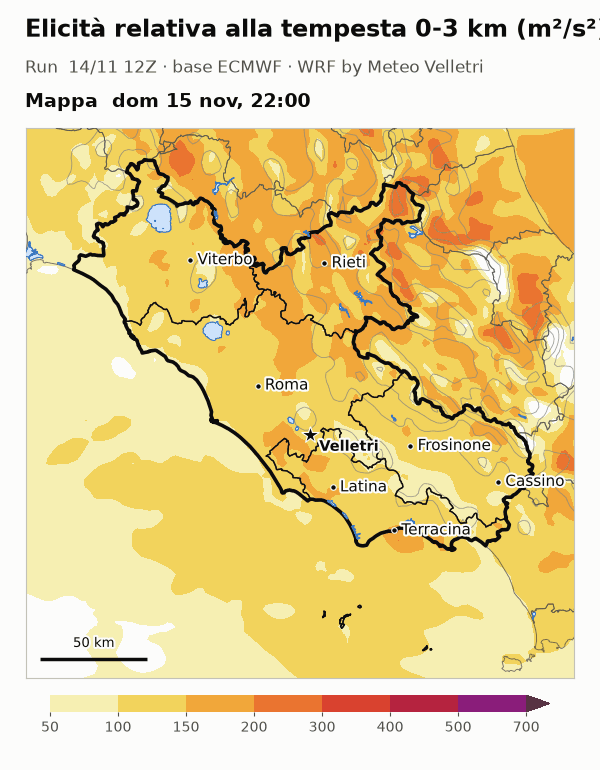 Elicità relativa alla tempesta 0-3 km (m²/s²)
Run  14/11 12Z · base ECMWF · WRF by Meteo Velletri
Mappa  dom 15 nov, 22:00
Viterbo
Rieti
Roma
Velletri
Frosinone
Latina
Cassino
Terracina
50 km
50 100 150 200 300 400 500 700